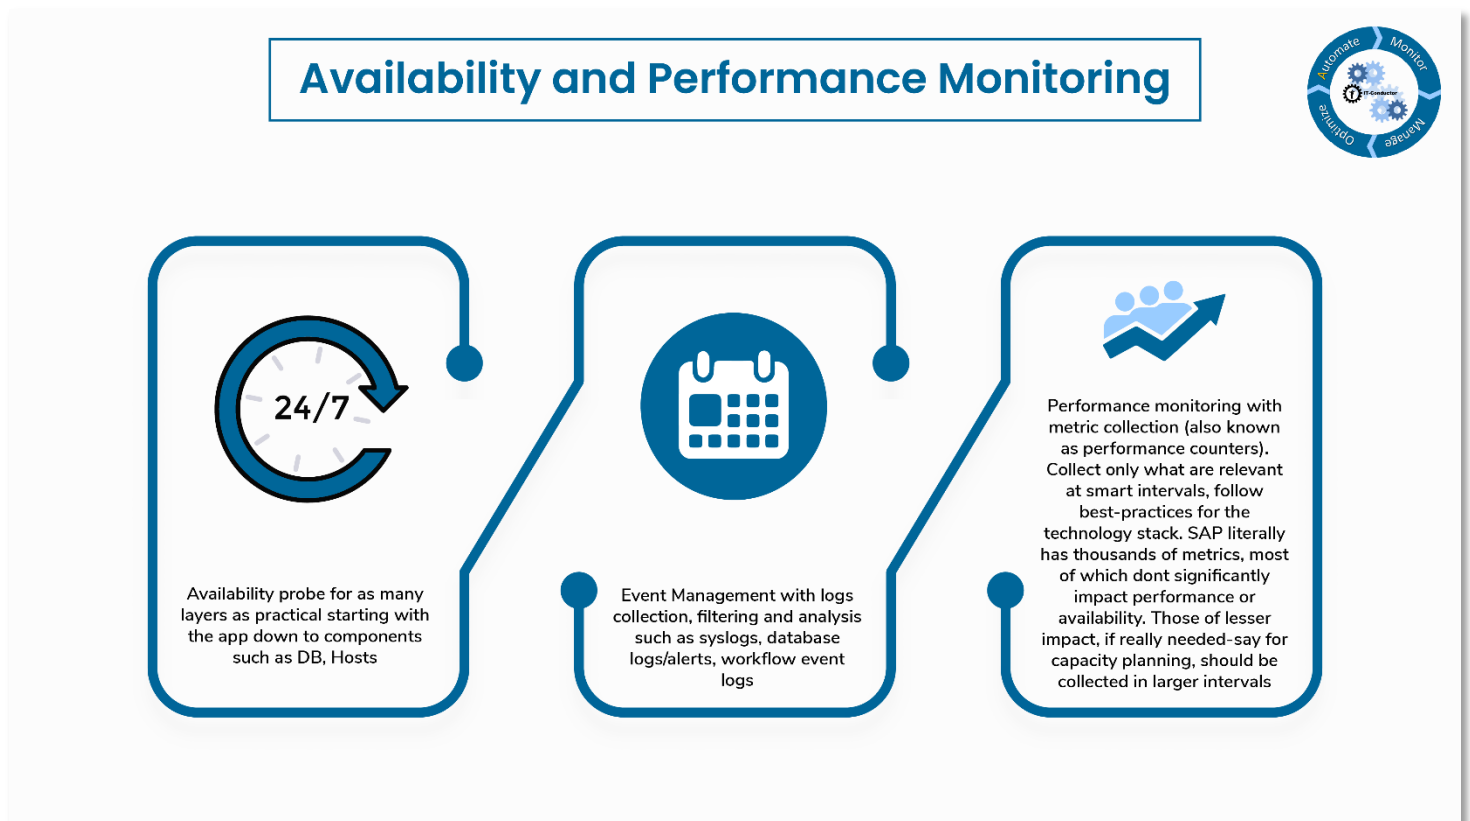 Availability and Performance Monitoring
Automate
Monitor
Manage
Optimize
IT-Conductor
24/7
Availability probe for as many
layers as practical starting with
the app down to components
such as DB, Hosts
Event Management with logs
collection, filtering and analysis
such as syslogs, database
logs/alerts, workflow event
logs
Performance monitoring with
metric collection (also known
as performance counters).
Collect only what are relevant
at smart intervals, follow
best-practices for the
technology stack. SAP literally
has thousands of metrics, most
of which dont significantly
impact performance or
availability. Those of lesser
impact, if really needed-say for
capacity planning, should be
collected in larger intervals